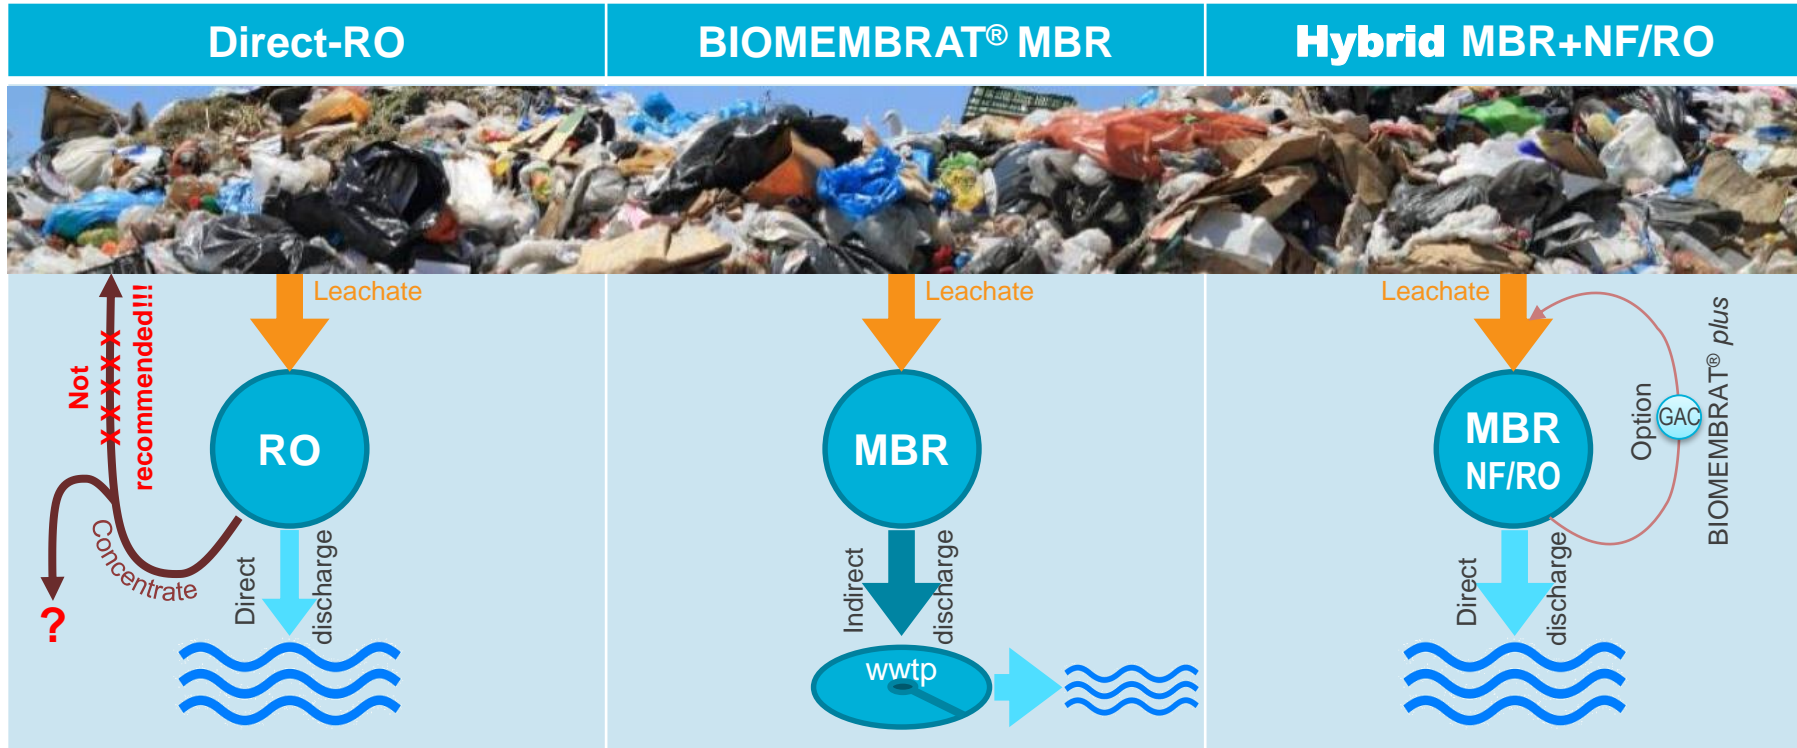 Direct-RO
BIOMEMBRAT® MBR
Hybrid MBR+NF/RO
Leachate
Not
X X X X X X
recommended!!!
RO
Concentrate
?
Direct
discharge
Leachate
MBR
Indirect
discharge
wwtp
Leachate
MBR
NF/RO
Option
GAC
BIOMEMBRAT® plus
Direct
discharge